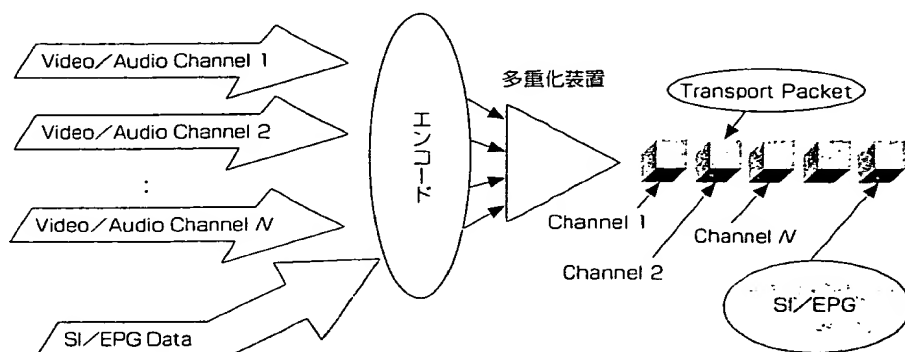 Video/Audio Channel 1
Video/Audio Channel 2
:
Video/Audio Channel N
SI/EPG Data
エンコード
多重化装置
Transport Packet
Channel 1
Channel 2
Channel N
SI/EPG